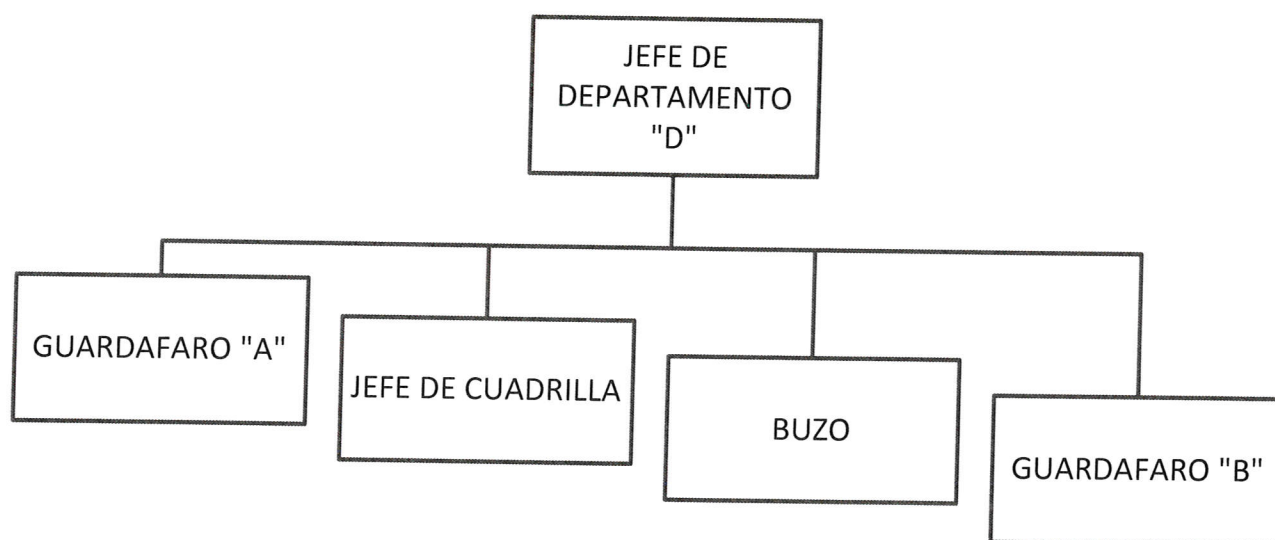 JEFE DE
DEPARTAMENTO
"D"
GUARDAFARO "A"
JEFE DE CUADRILLA
BUZO
GUARDAFARO "B"